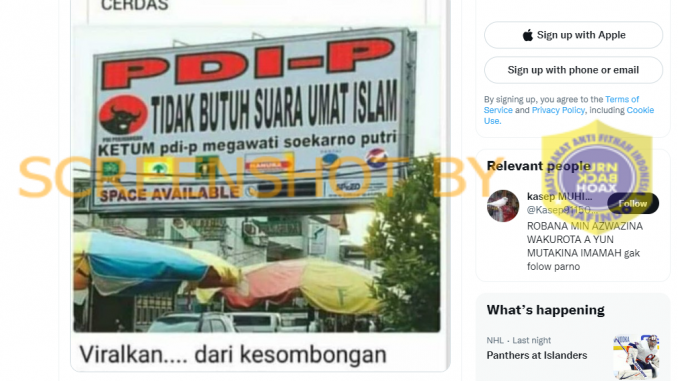 CERDAS
PDI-P
TIDAK BUTUH SUARA UMAT ISLAM
KETUM pdi-p megawati soekarno putri
HANURA
SPACE AVAILABLE
SCREENSHOT BY
Viralkan.... dari kesombongan
Sign up with Apple
Sign up with phone or email
By signing up, you agree to the Terms of
Service and Privacy Policy, including Cookie
Use.
Relevant people
kasep MUHI...
Follow
ROBANA MIN AZWAZINA
WAKUROTA A YUN
MUTAKINA IMAMAH gak
folow parno
TURN
BACK
HOAX
What's happening
NHL · Last night
Panthers at Islanders